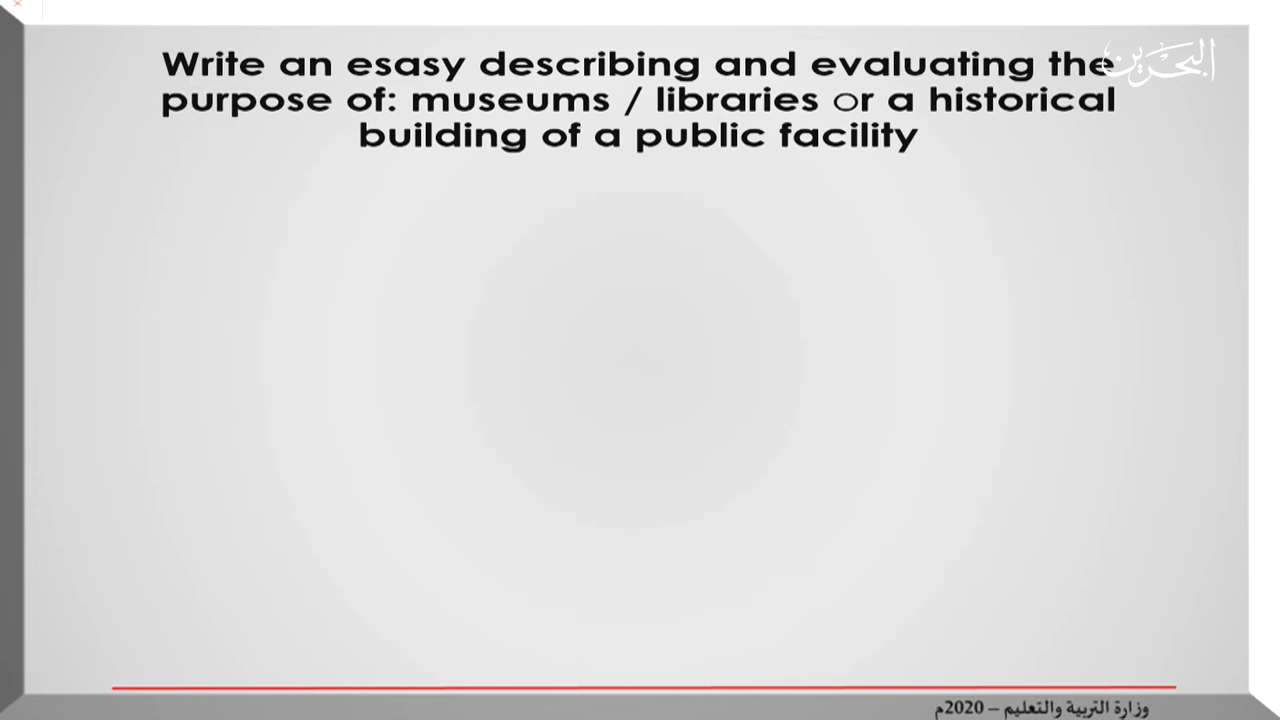 Write an esasy describing and evaluating the
purpose of: museums / libraries or a historical
building of a public facility
البحرين
وزارة التربية والتعليم – 2020م